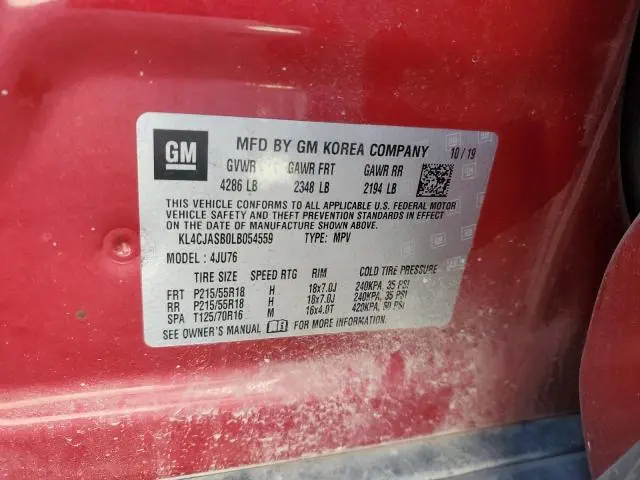 GM MFD BY GM KOREA COMPANY 10 / 19
GVWR GAWR FRT GAWR RR
4286 LB 2348 LB 2194 LB
THIS VEHICLE CONFORMS TO ALL APPLICABLE U.S. FEDERAL MOTOR
VEHICLE SAFETY AND THEFT PREVENTION STANDARDS IN EFFECT
ON THE DATE OF MANUFACTURE SHOWN ABOVE.
KL4CJASB0LB054559 TYPE: MPV
MODEL : 4JU76
TIRE SIZE SPEED RTG RIM COLD TIRE PRESSURE
FRT P215/55R18 H 18x7.0J 240KPA, 35 PSI
RR P215/55R18 H 18x7.0J 240KPA, 35 PSI
SPA T125/70R16 M 16x4.0T 420KPA, 60 PSI
SEE OWNER'S MANUAL FOR MORE INFORMATION.